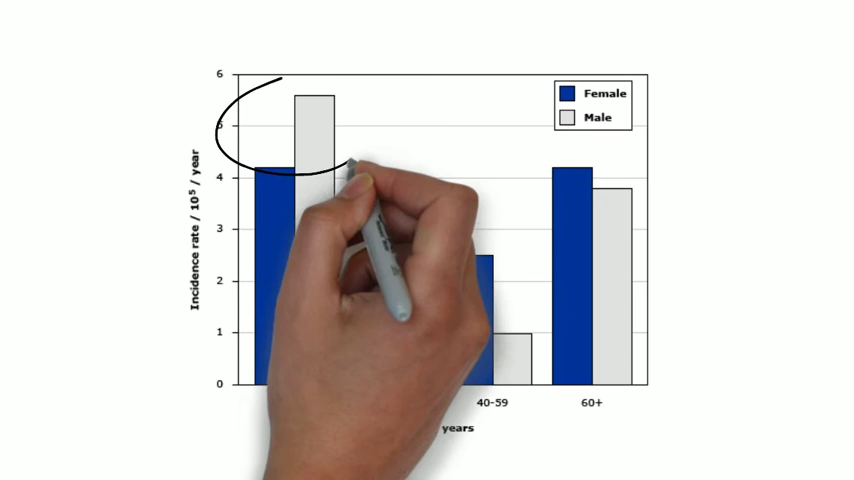 6
5
4
3
2
1
0
Incidence rate / 10⁵ / year
Female
Male
40-59
60+
years